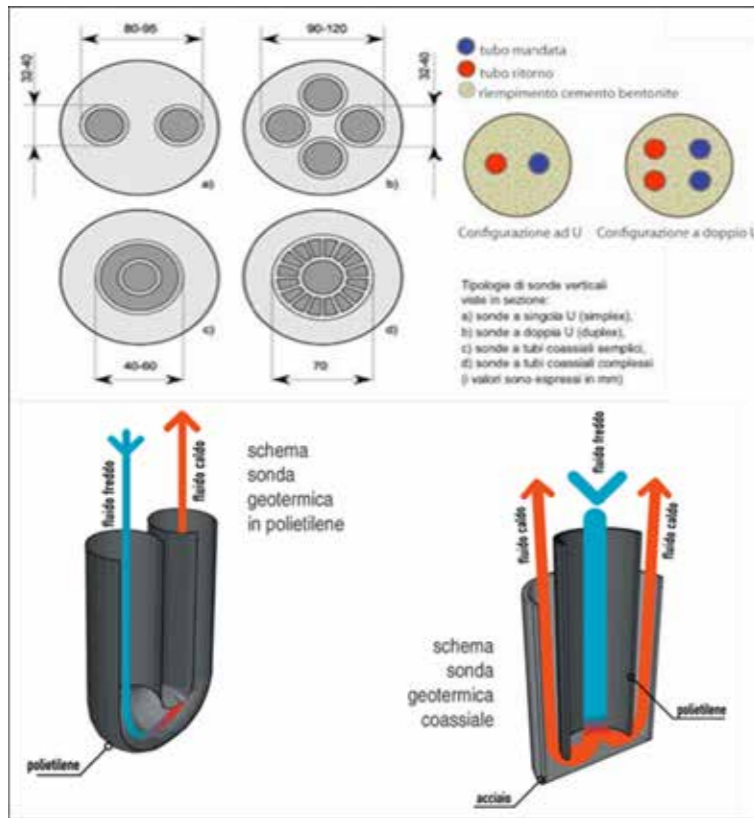 80-95
90-120
32-40
32-40
a)
b)
c)
d)
40-60
70
tubo mandata
tubo ritorno
riempimento cemento bentonite
Configurazione ad U
Configurazione a doppio U
Tipologie di sonde verticali
viste in sezione:
a) sonde a singola U (simplex),
b) sonde a doppia U (duplex),
c) sonde a tubi coassiali semplici,
d) sonde a tubi coassiali complessi
(i valori sono espressi in mm)
fluido freddo
fluido caldo
schema
sonda
geotermica
in polietilene
polietilene
fluido caldo
fluido freddo
fluido caldo
schema
sonda
geotermica
coassiale
polietilene
acciaio